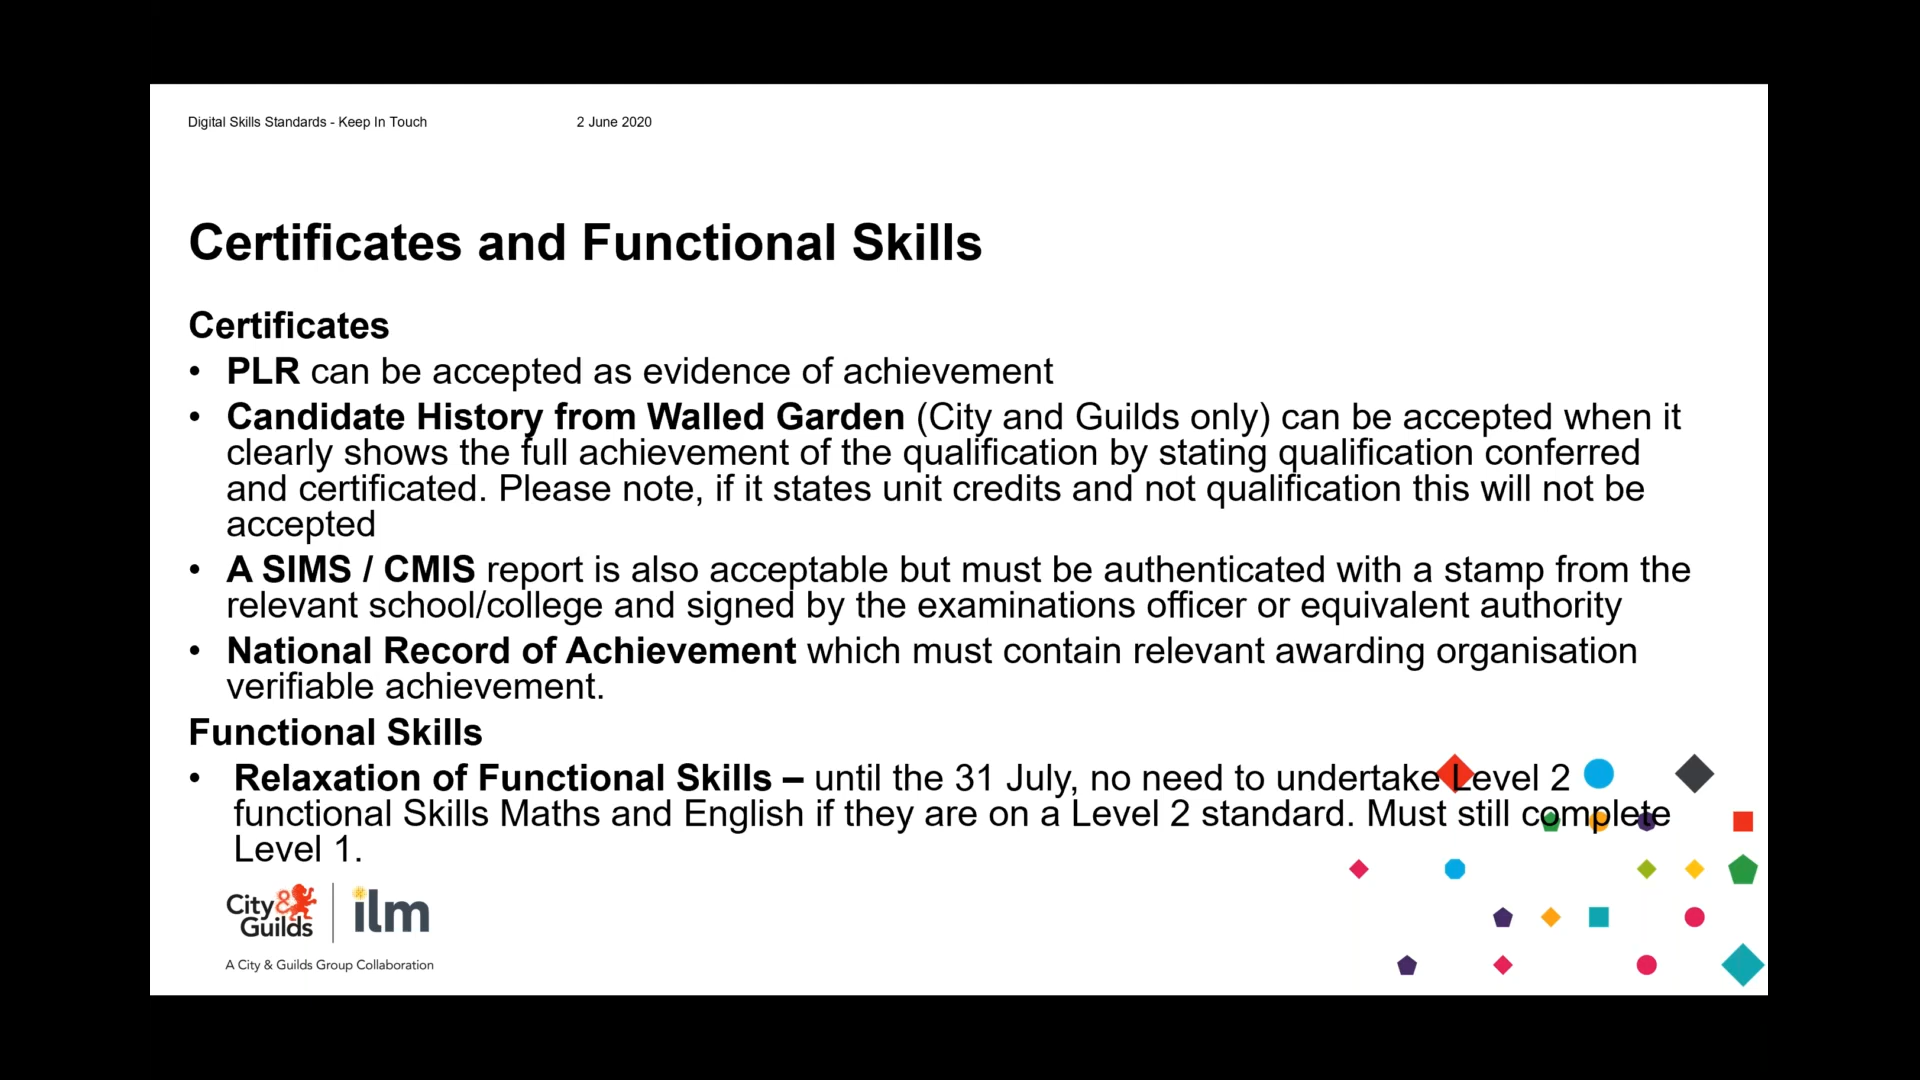 Digital Skills Standards - Keep In Touch 2 June 2020
Certificates and Functional Skills
Certificates
• PLR can be accepted as evidence of achievement
• Candidate History from Walled Garden (City and Guilds only) can be accepted when it
clearly shows the full achievement of the qualification by stating qualification conferred
and certificated. Please note, if it states unit credits and not qualification this will not be
accepted
• A SIMS / CMIS report is also acceptable but must be authenticated with a stamp from the
relevant school/college and signed by the examinations officer or equivalent authority
• National Record of Achievement which must contain relevant awarding organisation
verifiable achievement.
Functional Skills
• Relaxation of Functional Skills – until the 31 July, no need to undertake Level 2
functional Skills Maths and English if they are on a Level 2 standard. Must still complete
Level 1.
City &
Guilds
ilm
A City & Guilds Group Collaboration